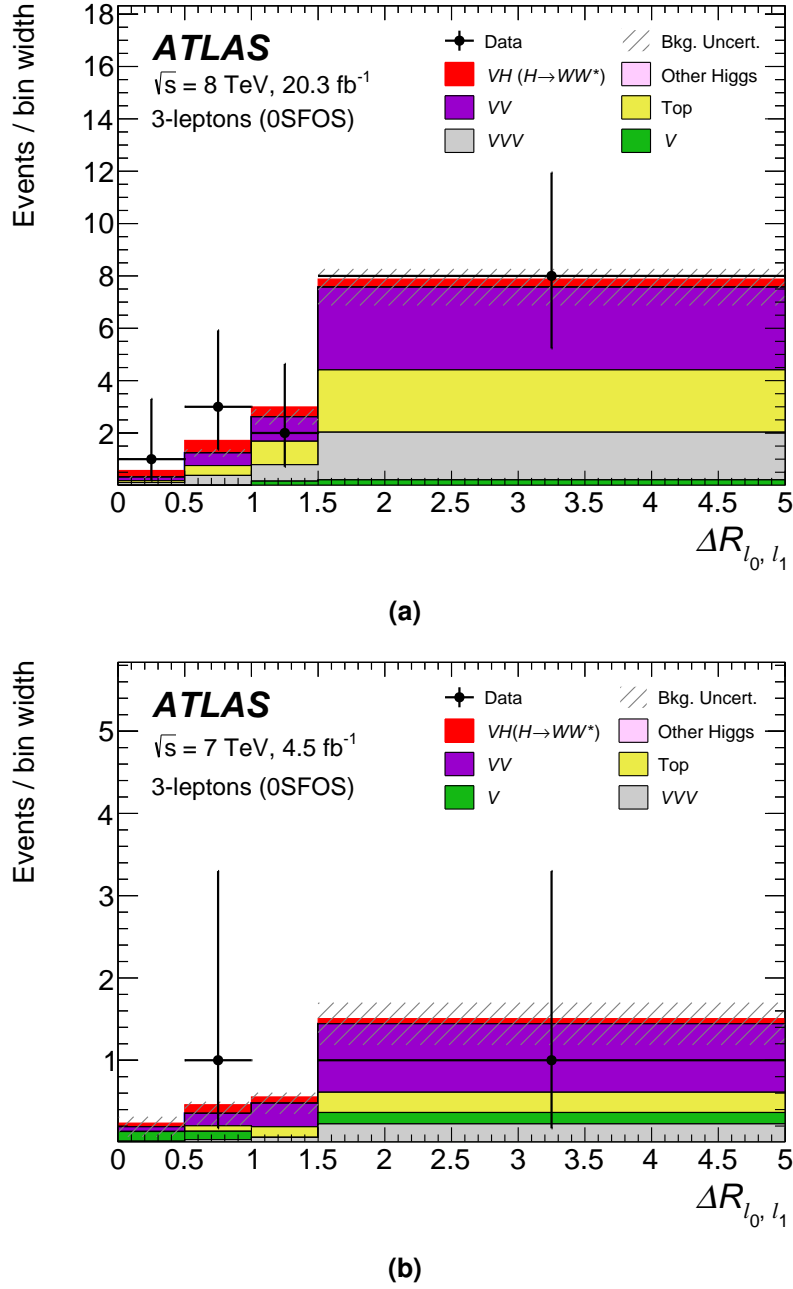 Events / bin width
18
16
14
12
10
8
6
4
2
ATLAS
√s = 8 TeV, 20.3 fb⁻¹
3-leptons (0SFOS)
Data
Bkg. Uncert.
VH (H→WW*)
Other Higgs
VV
Top
VVV
V
0 0.5 1 1.5 2 2.5 3 3.5 4 4.5 5
ΔR l₀, l₁
(a)
Events / bin width
5
4
3
2
1
ATLAS
√s = 7 TeV, 4.5 fb⁻¹
3-leptons (0SFOS)
Data
Bkg. Uncert.
VH(H→WW*)
Other Higgs
VV
Top
V
VVV
0 0.5 1 1.5 2 2.5 3 3.5 4 4.5 5
ΔR l₀, l₁
(b)